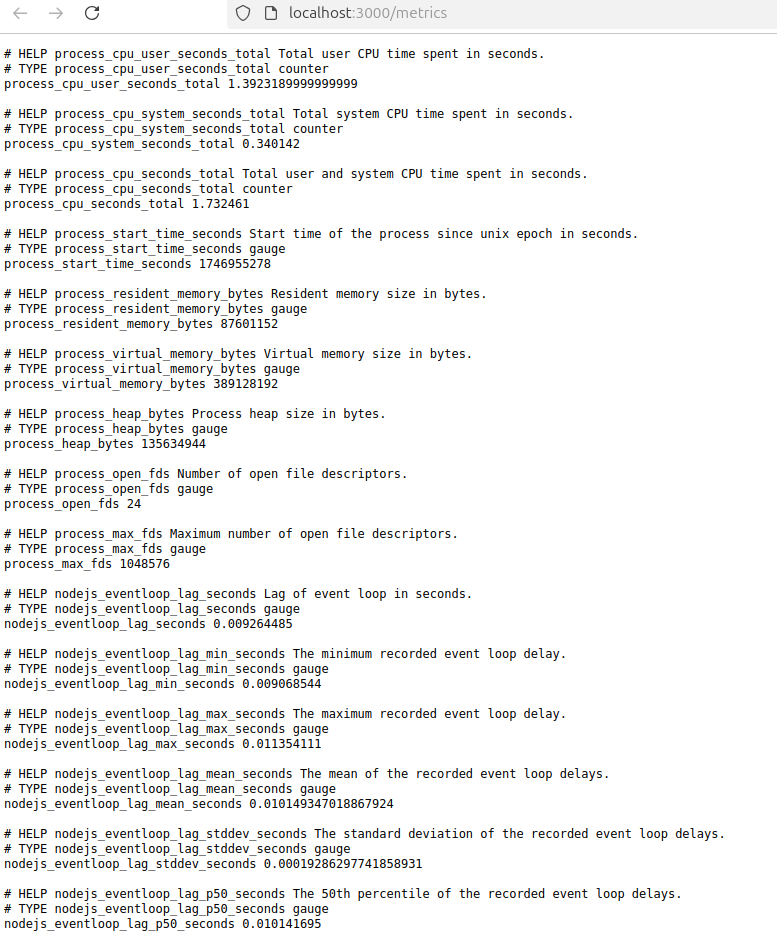 localhost:3000/metrics
# HELP process_cpu_user_seconds_total Total user CPU time spent in seconds.
# TYPE process_cpu_user_seconds_total counter
process_cpu_user_seconds_total 1.3923189999999999
# HELP process_cpu_system_seconds_total Total system CPU time spent in seconds.
# TYPE process_cpu_system_seconds_total counter
process_cpu_system_seconds_total 0.340142
# HELP process_cpu_seconds_total Total user and system CPU time spent in seconds.
# TYPE process_cpu_seconds_total counter
process_cpu_seconds_total 1.732461
# HELP process_start_time_seconds Start time of the process since unix epoch in seconds.
# TYPE process_start_time_seconds gauge
process_start_time_seconds 1746955278
# HELP process_resident_memory_bytes Resident memory size in bytes.
# TYPE process_resident_memory_bytes gauge
process_resident_memory_bytes 87601152
# HELP process_virtual_memory_bytes Virtual memory size in bytes.
# TYPE process_virtual_memory_bytes gauge
process_virtual_memory_bytes 389128192
# HELP process_heap_bytes Process heap size in bytes.
# TYPE process_heap_bytes gauge
process_heap_bytes 135634944
# HELP process_open_fds Number of open file descriptors.
# TYPE process_open_fds gauge
process_open_fds 24
# HELP process_max_fds Maximum number of open file descriptors.
# TYPE process_max_fds gauge
process_max_fds 1048576
# HELP nodejs_eventloop_lag_seconds Lag of event loop in seconds.
# TYPE nodejs_eventloop_lag_seconds gauge
nodejs_eventloop_lag_seconds 0.009264485
# HELP nodejs_eventloop_lag_min_seconds The minimum recorded event loop delay.
# TYPE nodejs_eventloop_lag_min_seconds gauge
nodejs_eventloop_lag_min_seconds 0.009068544
# HELP nodejs_eventloop_lag_max_seconds The maximum recorded event loop delay.
# TYPE nodejs_eventloop_lag_max_seconds gauge
nodejs_eventloop_lag_max_seconds 0.011354111
# HELP nodejs_eventloop_lag_mean_seconds The mean of the recorded event loop delays.
# TYPE nodejs_eventloop_lag_mean_seconds gauge
nodejs_eventloop_lag_mean_seconds 0.010149347018867924
# HELP nodejs_eventloop_lag_stddev_seconds The standard deviation of the recorded event loop delays.
# TYPE nodejs_eventloop_lag_stddev_seconds gauge
nodejs_eventloop_lag_stddev_seconds 0.00019286297741858931
# HELP nodejs_eventloop_lag_p50_seconds The 50th percentile of the recorded event loop delays.
# TYPE nodejs_eventloop_lag_p50_seconds gauge
nodejs_eventloop_lag_p50_seconds 0.010141695